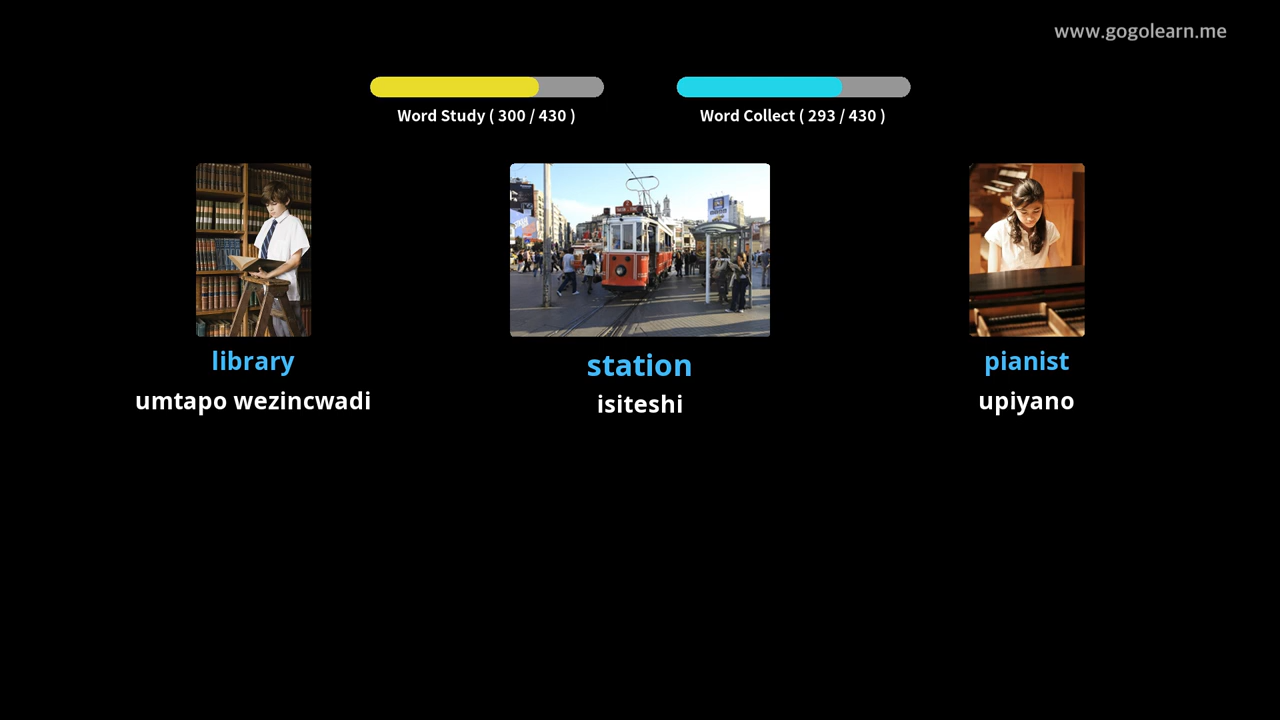 www.gogolearn.me
Word Study ( 300 / 430 )
Word Collect ( 293 / 430 )
library
station
pianist
umtapo wezincwadi
isiteshi
upiyano